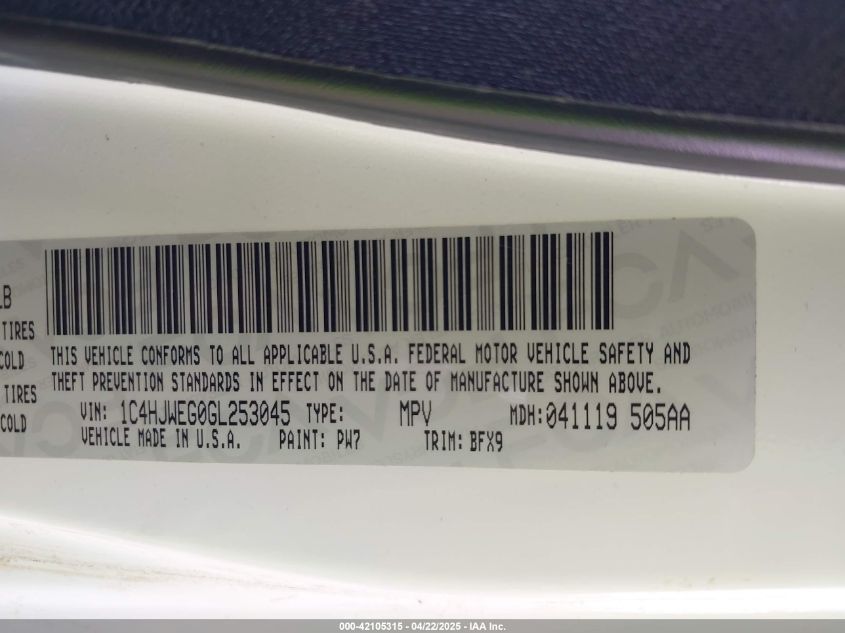 LB
TIRES
COLD
TIRES
COLD
THIS VEHICLE CONFORMS TO ALL APPLICABLE U.S.A. FEDERAL MOTOR VEHICLE SAFETY AND
THEFT PREVENTION STANDARDS IN EFFECT ON THE DATE OF MANUFACTURE SHOWN ABOVE.
VIN: 1C4HJWEG0GL253045 TYPE: MPV MDH:041119 505AA
VEHICLE MADE IN U.S.A. PAINT: PW7 TRIM: BFX9
000-42105315 - 04/22/2025 - IAA Inc.